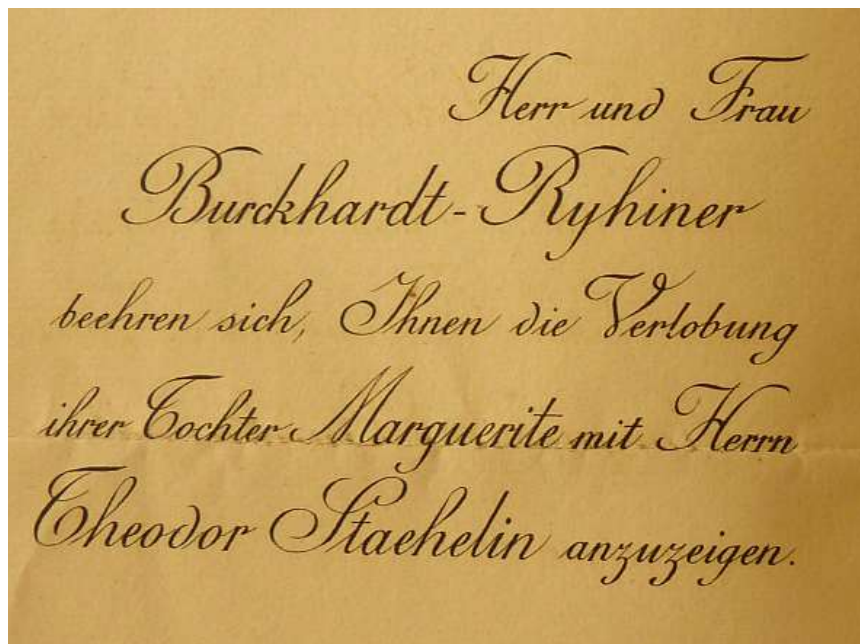 Herr und Frau
Burckhardt-Ryhiner
beehren sich, Ihnen die Verlobung
ihrer Tochter Marguerite mit Herrn
Theodor Staehelin anzuzeigen.